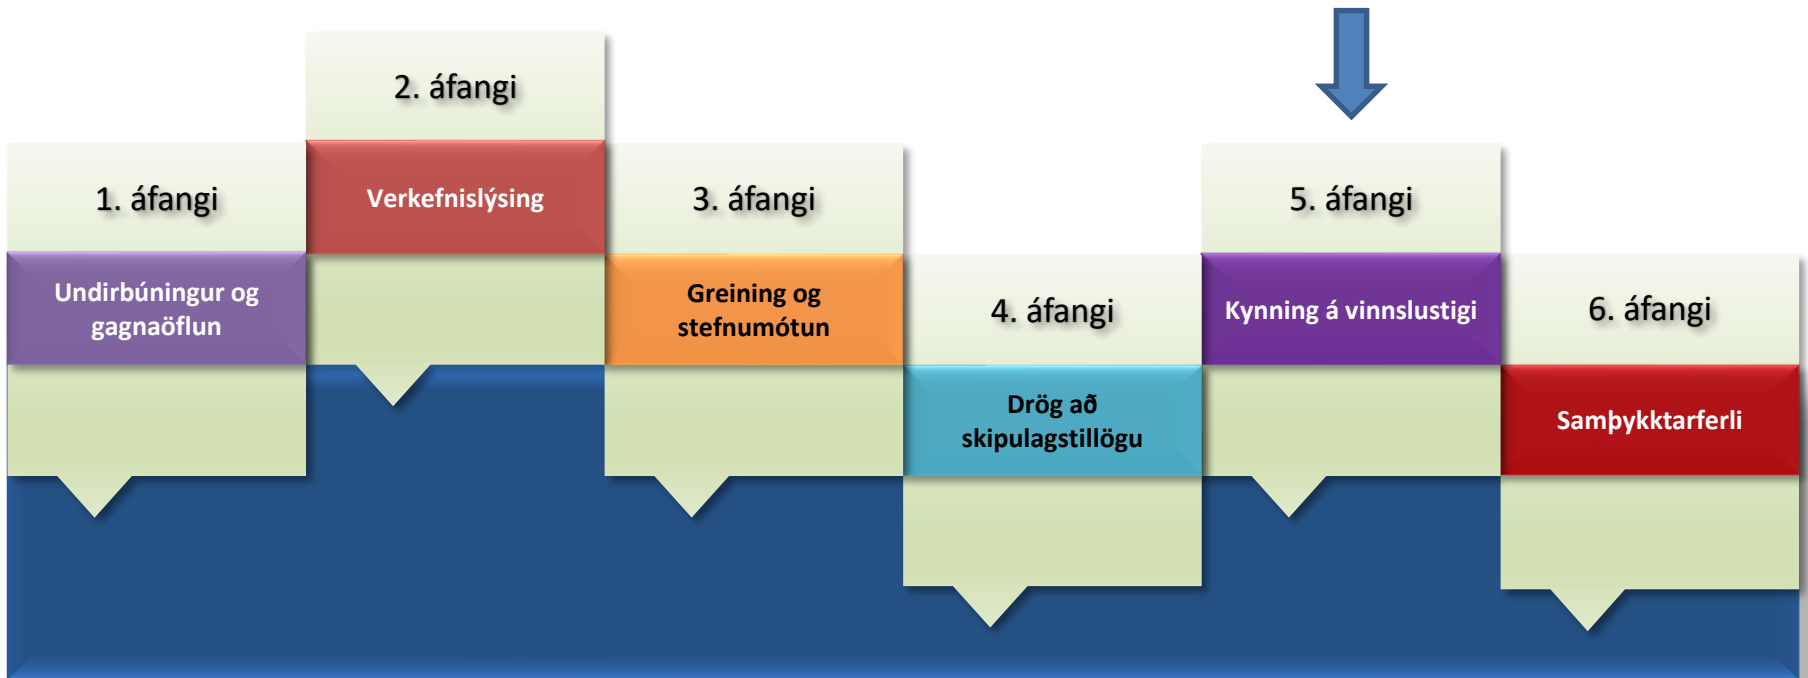 1. áfangi
Undirbúningur og
gagnaöflun
2. áfangi
Verkefnislýsing
3. áfangi
Greining og
stefnumótun
4. áfangi
Drög að
skipulagstillögu
5. áfangi
Kynning á vinnslustigi
6. áfangi
Samþykktarferli